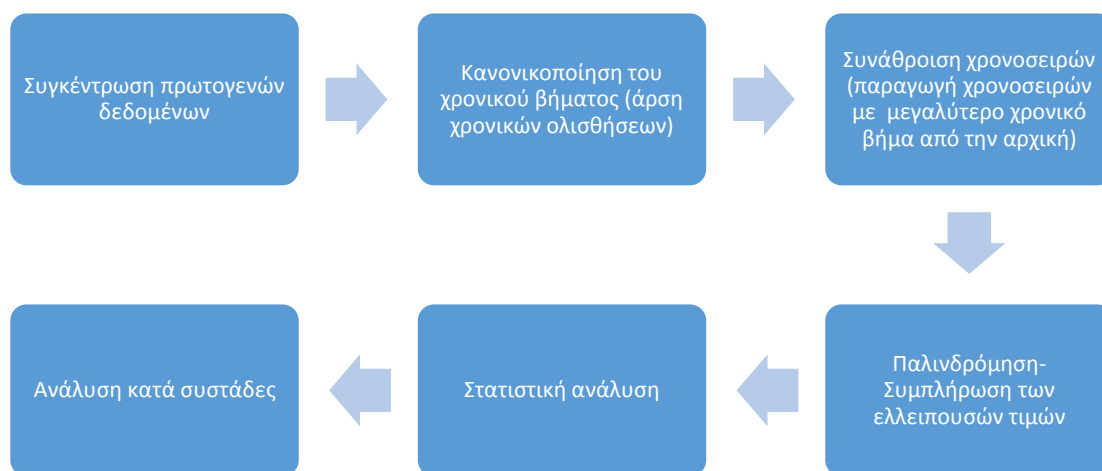 Συγκέντρωση πρωτογενών
δεδομένων
Κανονικοποίηση του
χρονικού βήματος (άρση
χρονικών ολισθήσεων)
Συνάθροιση χρονοσειρών
(παραγωγή χρονοσειρών
με μεγαλύτερο χρονικό
βήμα από την αρχική)
Παλινδρόμηση-
Συμπλήρωση των
ελλειπουσών τιμών
Στατιστική ανάλυση
Ανάλυση κατά συστάδες